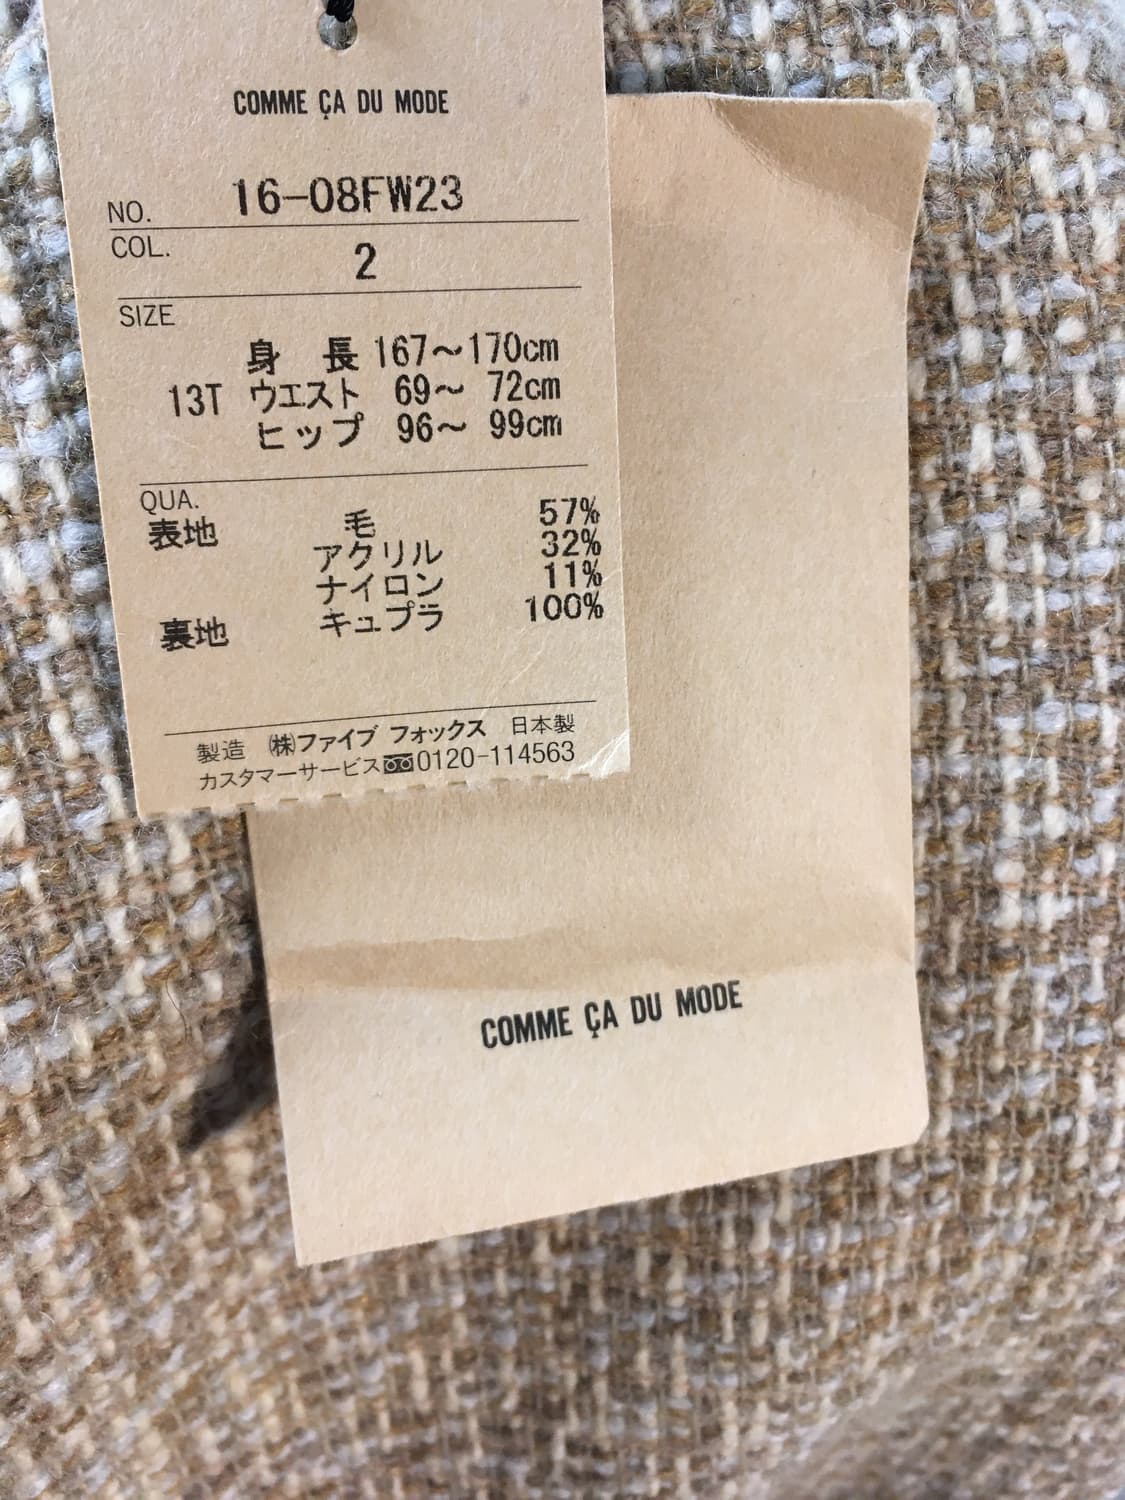 COMME ÇA DU MODE
NO. 16-08FW23
COL. 2
SIZE
身 長 167～170cm
13T ウエスト 69～ 72cm
ヒップ 96～ 99cm
QUA.
表地 毛 57%
アクリル 32%
ナイロン 11%
裏地 キュプラ 100%
製造 ㈱ファイブ フォックス 日本製
カスタマーサービス 0120-114563
COMME ÇA DU MODE